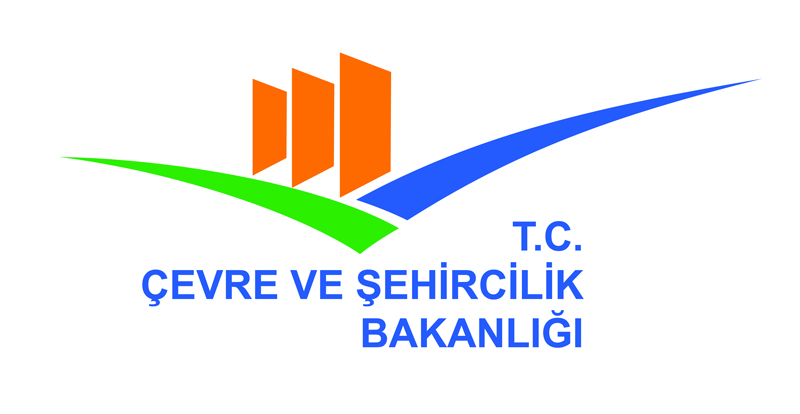 T.C.
ÇEVRE VE ŞEHİRCİLİK
BAKANLIĞI